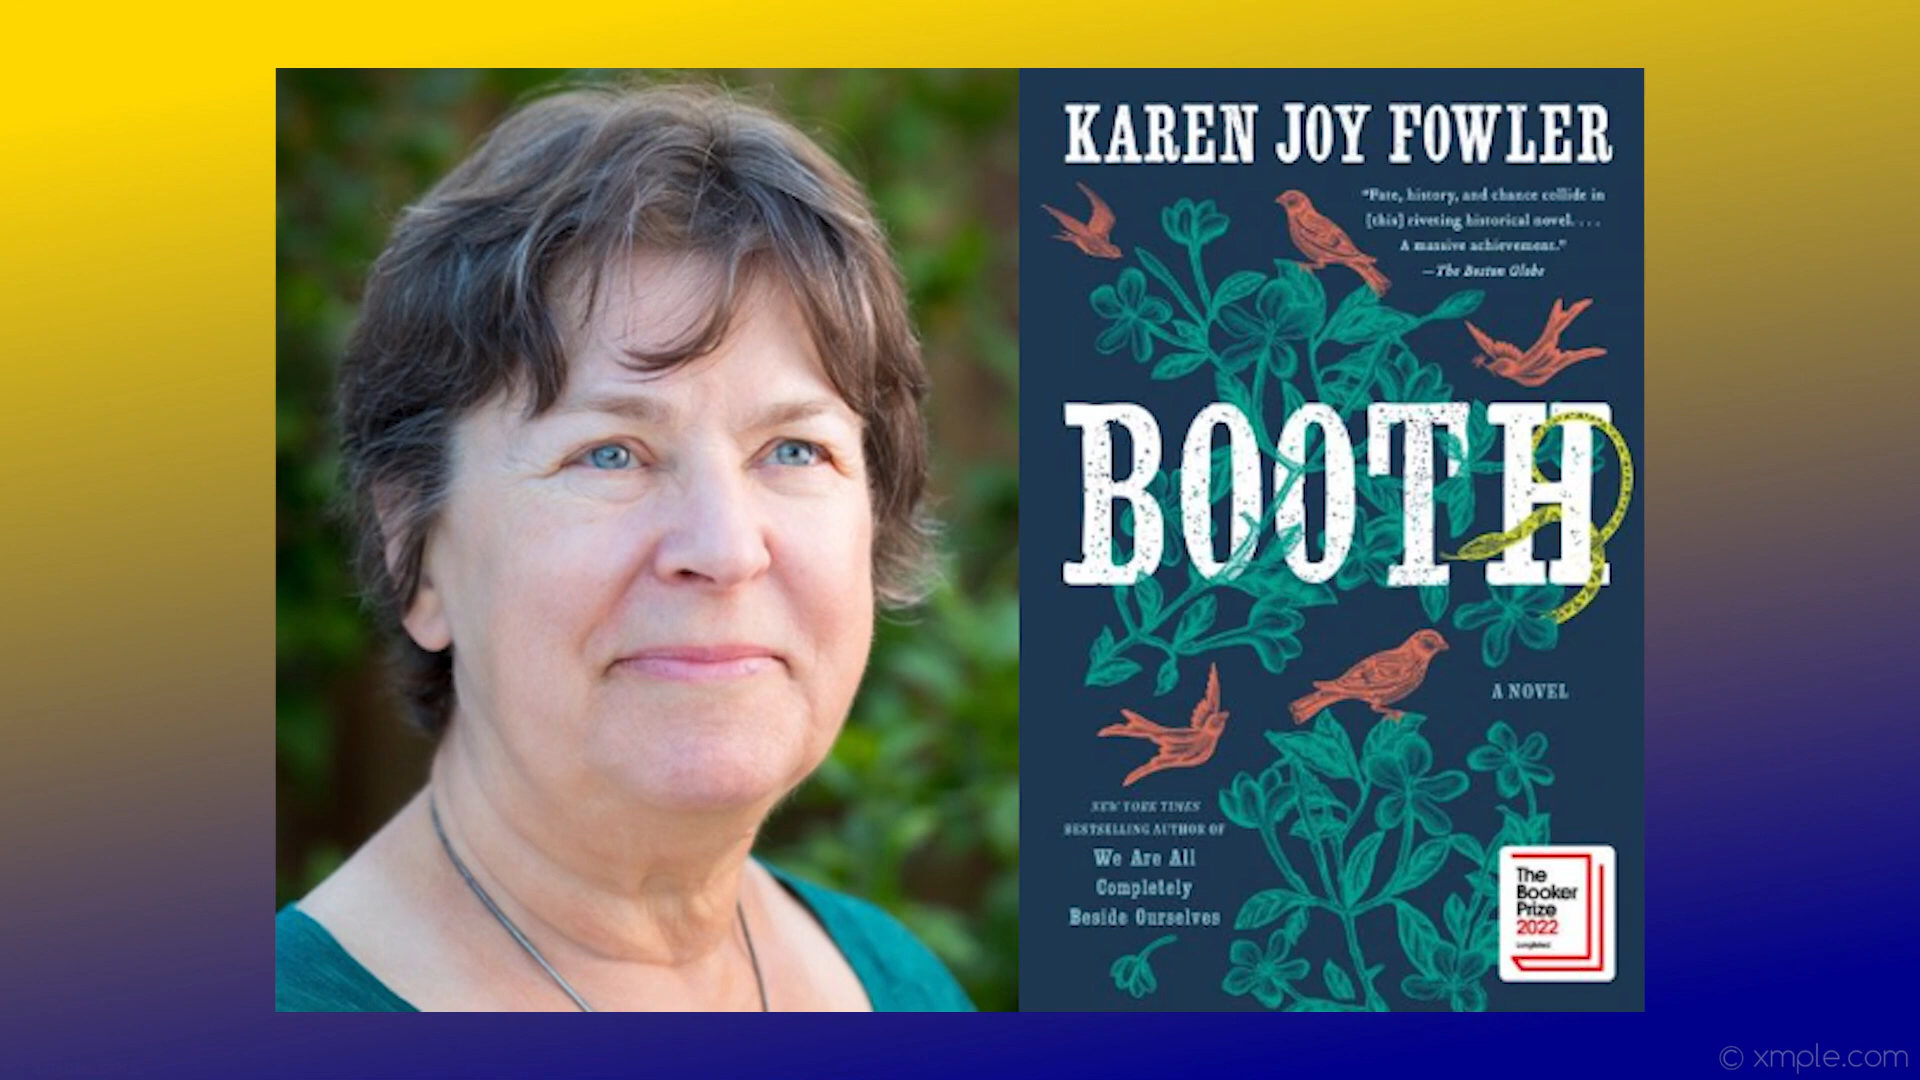 KAREN JOY FOWLER
"Fate, history, and chance collide in
[this] riveting historical novel. . . .
A massive achievement."
—The Boston Globe
BOOTH
A NOVEL
NEW YORK TIMES
BESTSELLING AUTHOR OF
We Are All
Completely
Beside Ourselves
The
Booker
Prize
2022
Longlisted
© xmple.com